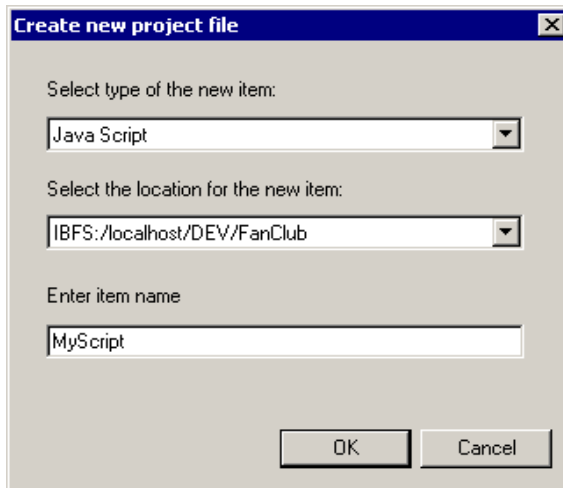 Create new project file
Select type of the new item:
Java Script
Select the location for the new item:
IBFS:/localhost/DEV/FanClub
Enter item name
MyScript
OK Cancel